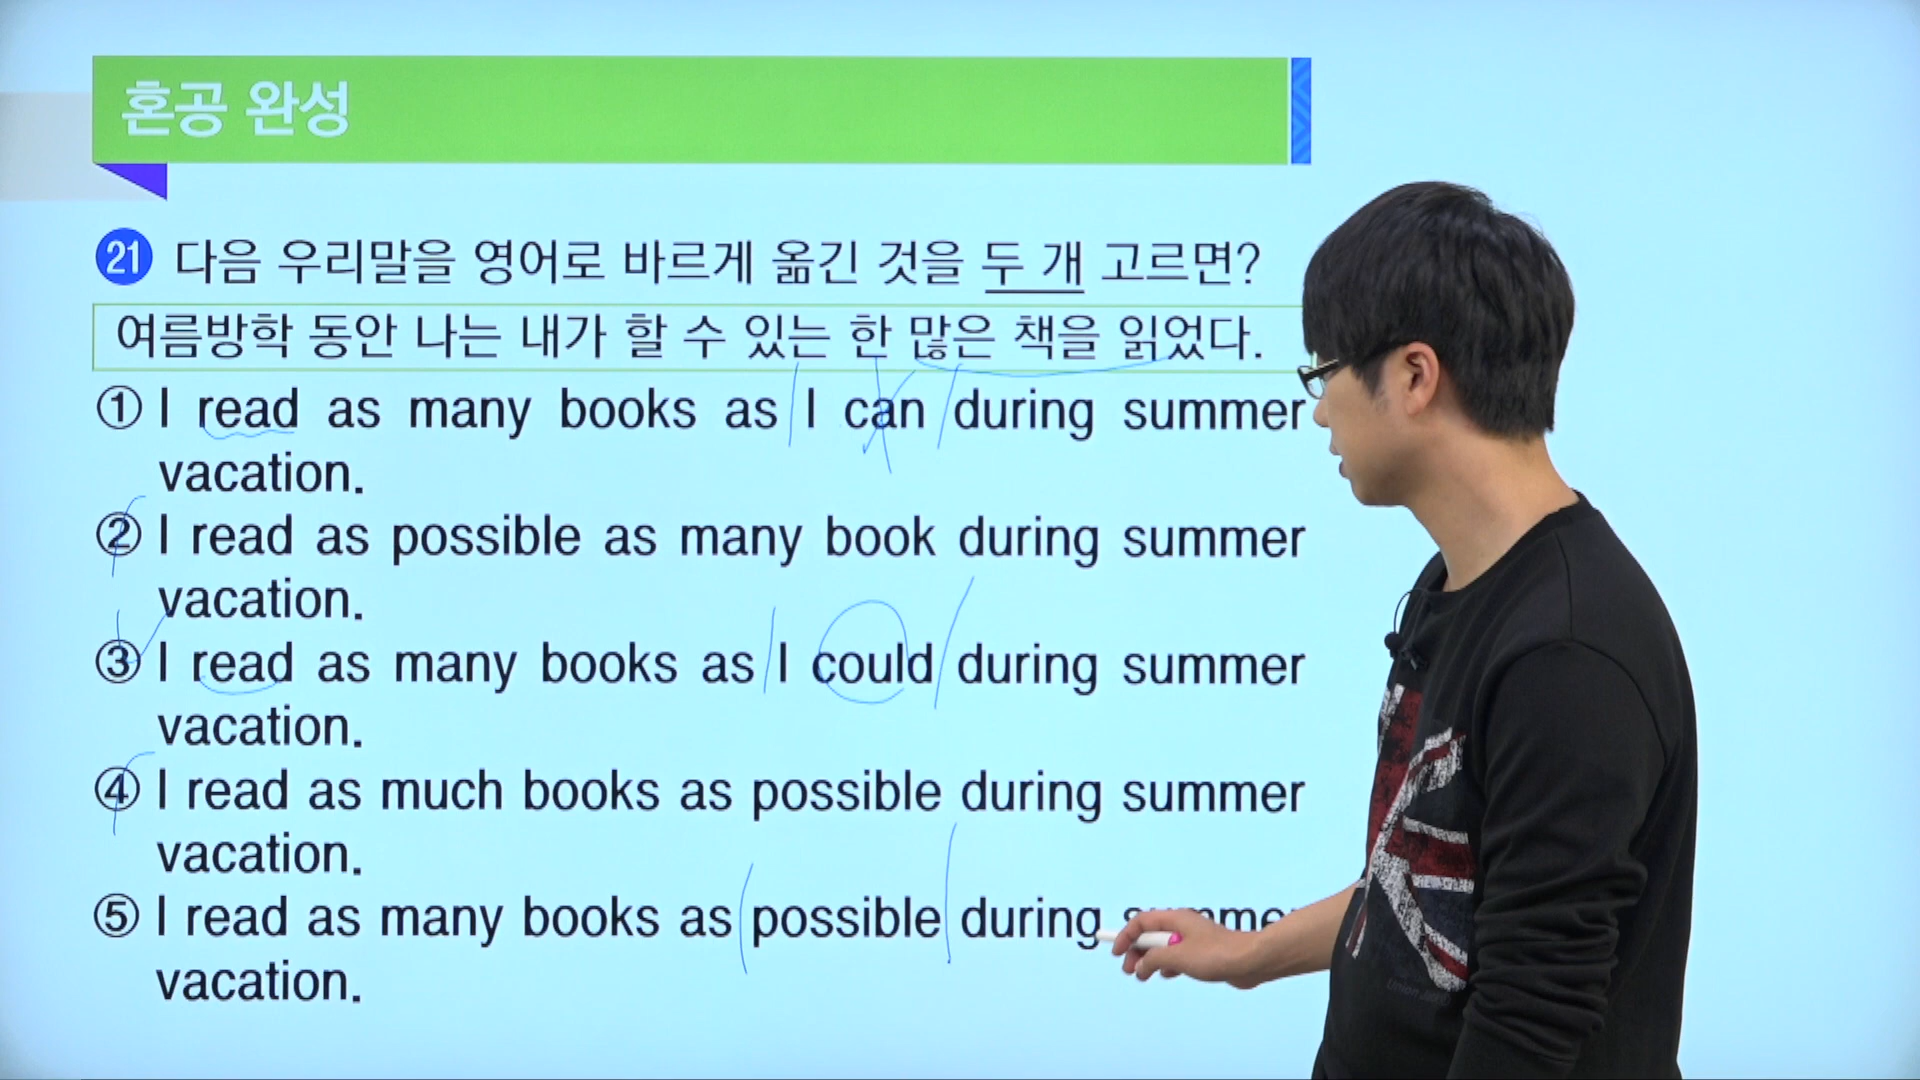 혼공 완성
21 다음 우리말을 영어로 바르게 옮긴 것을 두 개 고르면?
여름방학 동안 나는 내가 할 수 있는 한 많은 책을 읽었다.
① I read as many books as I can during summer
vacation.
② I read as possible as many book during summer
vacation.
③ I read as many books as I could during summer
vacation.
④ I read as much books as possible during summer
vacation.
⑤ I read as many books as possible during summe
vacation.